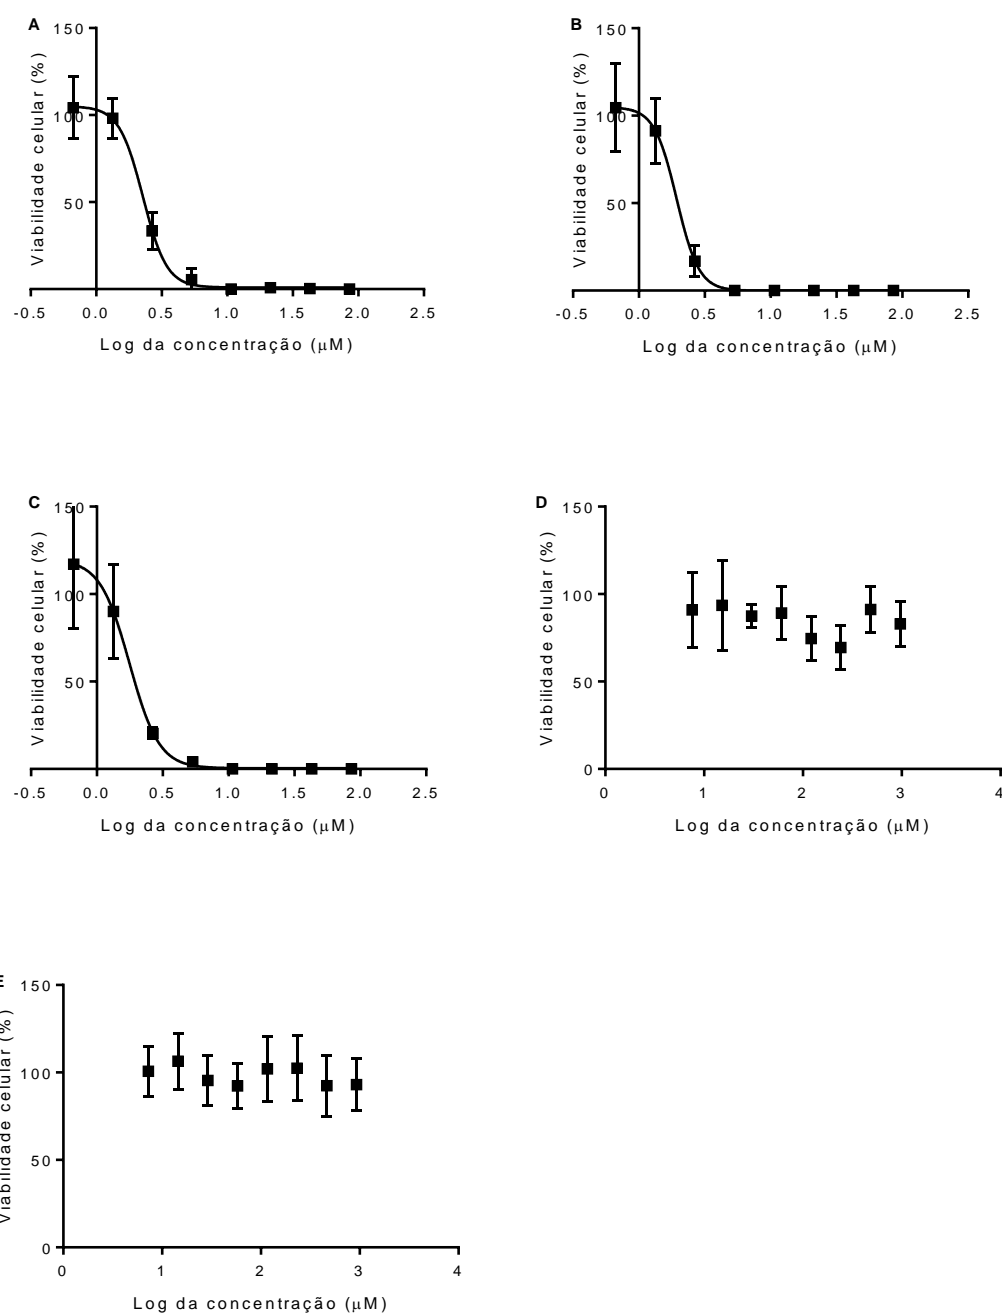 A
150
100
50
-0.5 0.0 0.5 1.0 1.5 2.0 2.5
Viabilidade celular (%)
Log da concentração (μM)
B
150
100
50
-0.5 0.0 0.5 1.0 1.5 2.0 2.5
Viabilidade celular (%)
Log da concentração (μM)
C
150
100
50
-0.5 0.0 0.5 1.0 1.5 2.0 2.5
Viabilidade celular (%)
Log da concentração (μM)
D
150
100
50
0
0 1 2 3 4
Viabilidade celular (%)
Log da concentração (μM)
E
150
100
50
0
0 1 2 3 4
Viabilidade celular (%)
Log da concentração (μM)